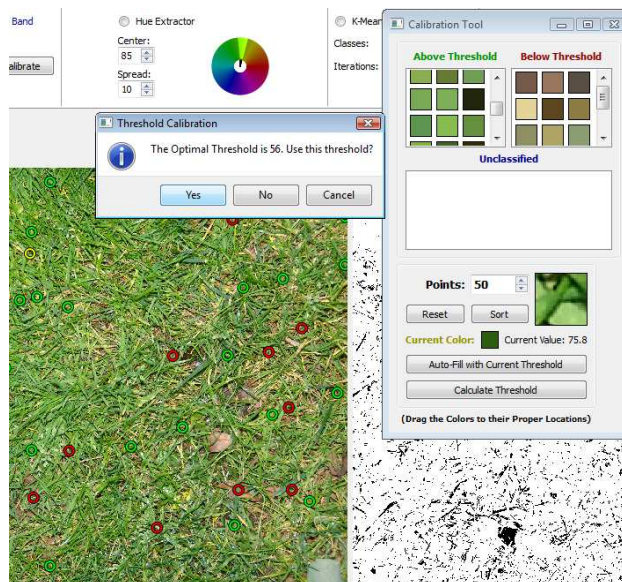 Band
Hue Extractor
Center:
85
Spread:
10
K-Mean
Classes:
Iterations:
alibrate
Calibration Tool
Above Threshold
Below Threshold
Unclassified
Threshold Calibration
The Optimal Threshold is 56. Use this threshold?
Yes
No
Cancel
Points:
50
Reset
Sort
Current Color:
Current Value: 75.8
Auto-Fill with Current Threshold
Calculate Threshold
(Drag the Colors to their Proper Locations)